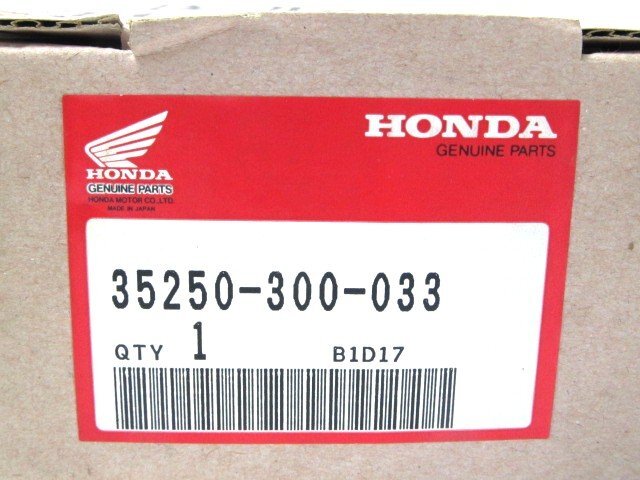 HONDA
GENUINE PARTS
HONDA MOTOR CO.,LTD.
MADE IN JAPAN
HONDA
GENUINE PARTS
35250-300-033
QTY 1 B1D17